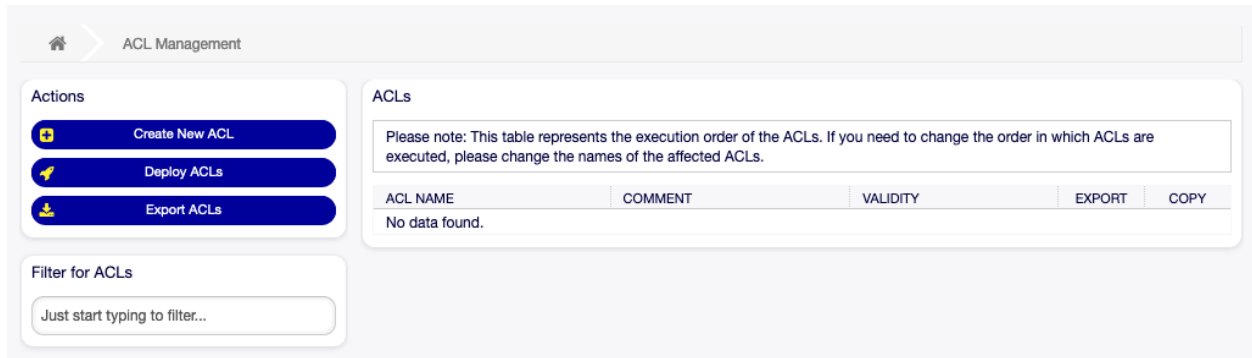 ACL Management
Actions
Create New ACL
Deploy ACLs
Export ACLs
Filter for ACLs
Just start typing to filter...
ACLs
Please note: This table represents the execution order of the ACLs. If you need to change the order in which ACLs are
executed, please change the names of the affected ACLs.
ACL NAME COMMENT VALIDITY EXPORT COPY
No data found.